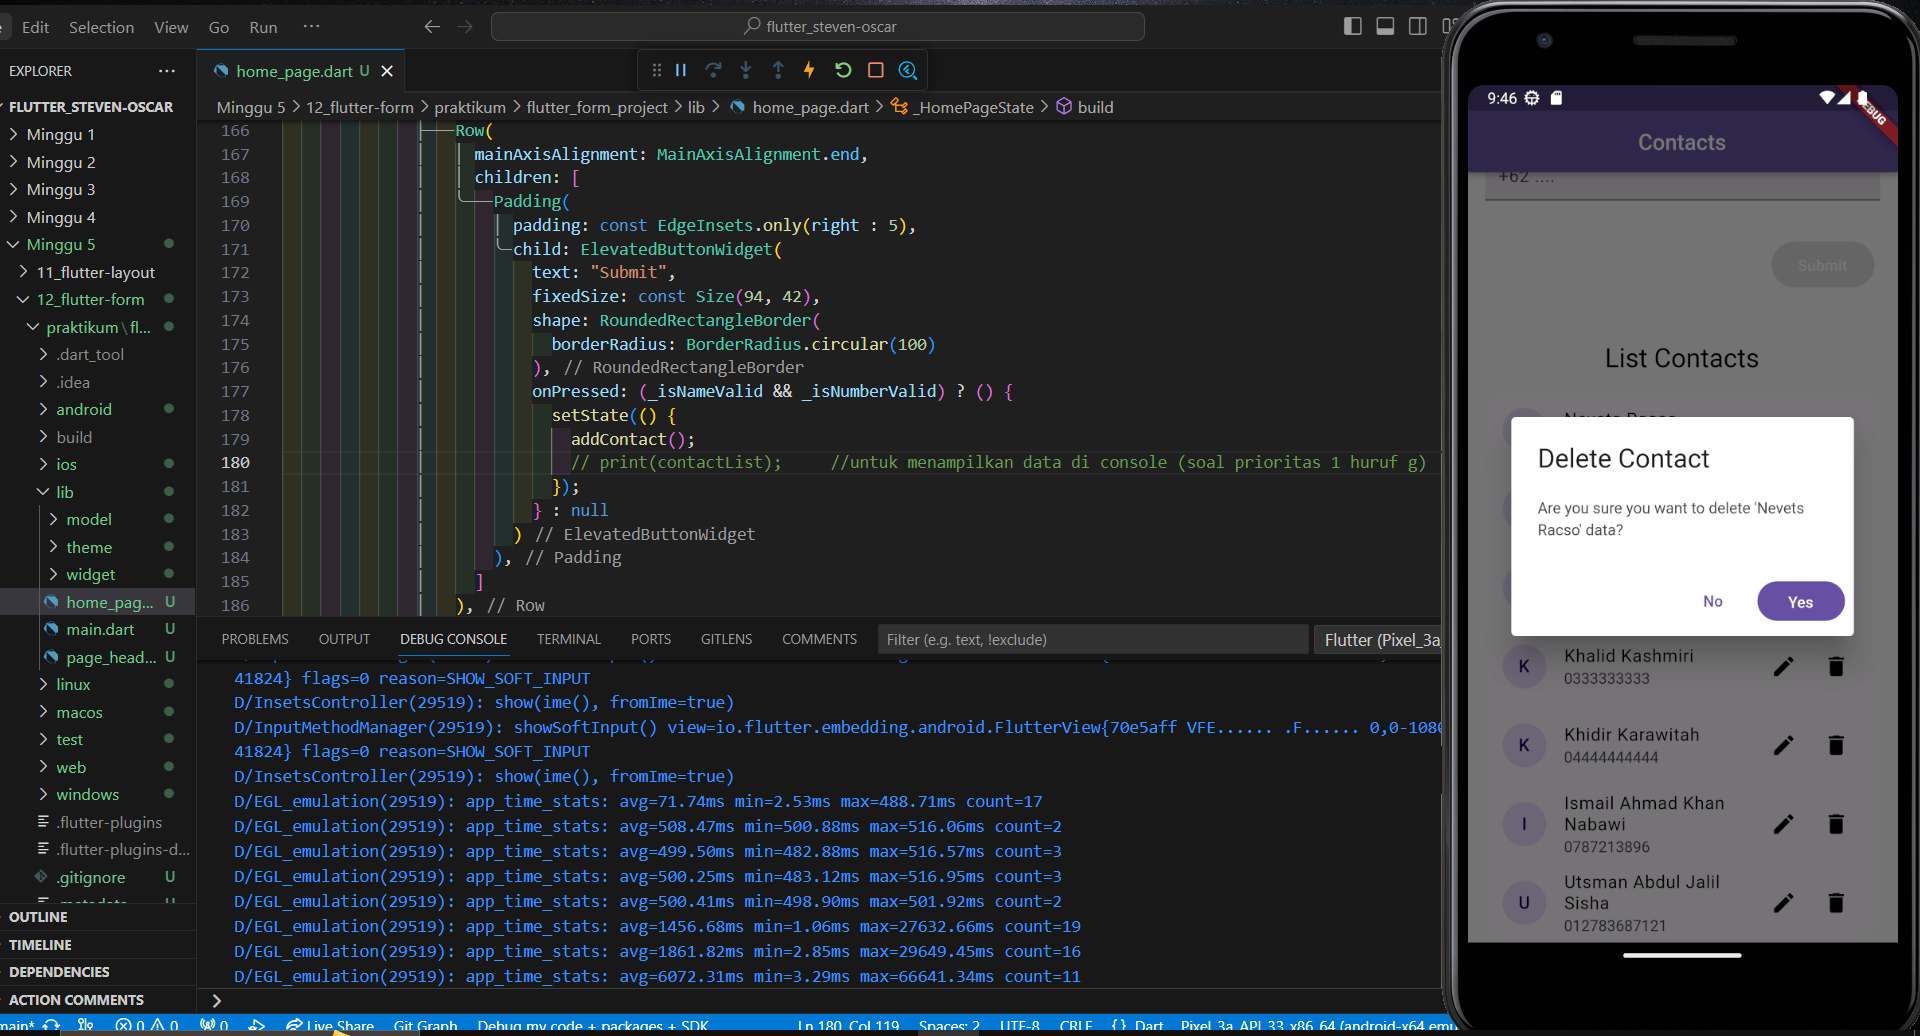 Edit Selection View Go Run ... flutter_steven-oscar
EXPLORER ...
FLUTTER_STEVEN-OSCAR
Minggu 1
Minggu 2
Minggu 3
Minggu 4
Minggu 5
11_flutter-layout
12_flutter-form
praktikum\fl...
.dart_tool
.idea
android
build
ios
lib
model
theme
widget
home_pag... U
main.dart U
page_head... U
linux
macos
test
web
windows
.flutter-plugins
.flutter-plugins-d...
.gitignore U
OUTLINE
TIMELINE
DEPENDENCIES
ACTION COMMENTS
home_page.dart U
Minggu 5 > 12_flutter-form > praktikum > flutter_form_project > lib > home_page.dart > _HomePageState > build
166 Row(
167 mainAxisAlignment: MainAxisAlignment.end,
168 children: [
169 Padding(
170 padding: const EdgeInsets.only(right : 5),
171 child: ElevatedButtonWidget(
172 text: "Submit",
173 fixedSize: const Size(94, 42),
174 shape: RoundedRectangleBorder(
175 borderRadius: BorderRadius.circular(100)
176 ), // RoundedRectangleBorder
177 onPressed: (_isNameValid && _isNumberValid) ? () {
178 setState(() {
179 addContact();
180 // print(contactList); //untuk menampilkan data di console (soal prioritas 1 huruf g)
181 });
182 } : null
183 ) // ElevatedButtonWidget
184 ), // Padding
185 ]
186 ), // Row
PROBLEMS OUTPUT DEBUG CONSOLE TERMINAL PORTS GITLENS COMMENTS Filter (e.g. text, !exclude) Flutter (Pixel_3a
41824} flags=0 reason=SHOW_SOFT_INPUT
D/InsetsController(29519): show(ime(), fromIme=true)
D/InputMethodManager(29519): showSoftInput() view=io.flutter.embedding.android.FlutterView{70e5aff VFE...... .F...... 0,0-1080
41824} flags=0 reason=SHOW_SOFT_INPUT
D/InsetsController(29519): show(ime(), fromIme=true)
D/EGL_emulation(29519): app_time_stats: avg=71.74ms min=2.53ms max=488.71ms count=17
D/EGL_emulation(29519): app_time_stats: avg=508.47ms min=500.88ms max=516.06ms count=2
D/EGL_emulation(29519): app_time_stats: avg=499.50ms min=482.88ms max=516.57ms count=3
D/EGL_emulation(29519): app_time_stats: avg=500.25ms min=483.12ms max=516.95ms count=3
D/EGL_emulation(29519): app_time_stats: avg=500.41ms min=498.90ms max=501.92ms count=2
D/EGL_emulation(29519): app_time_stats: avg=1456.68ms min=1.06ms max=27632.66ms count=19
D/EGL_emulation(29519): app_time_stats: avg=1861.82ms min=2.85ms max=29649.45ms count=16
D/EGL_emulation(29519): app_time_stats: avg=6072.31ms min=3.29ms max=66641.34ms count=11
>
main* 0 0 0 Live Share Git Graph Debug my code + packages + SDK Ln 180, Col 119 Spaces: 2 UTF-8 CRLF {} Dart Pixel_3a_API_33_x86_64 (android-x64 emu
9:46
Contacts
+62 ....
Submit
List Contacts
Delete Contact
Are you sure you want to delete 'Nevets
Racso' data?
No Yes
K Khalid Kashmiri
0333333333
K Khidir Karawitah
04444444444
I Ismail Ahmad Khan
Nabawi
0787213896
U Utsman Abdul Jalil
Sisha
012783687121